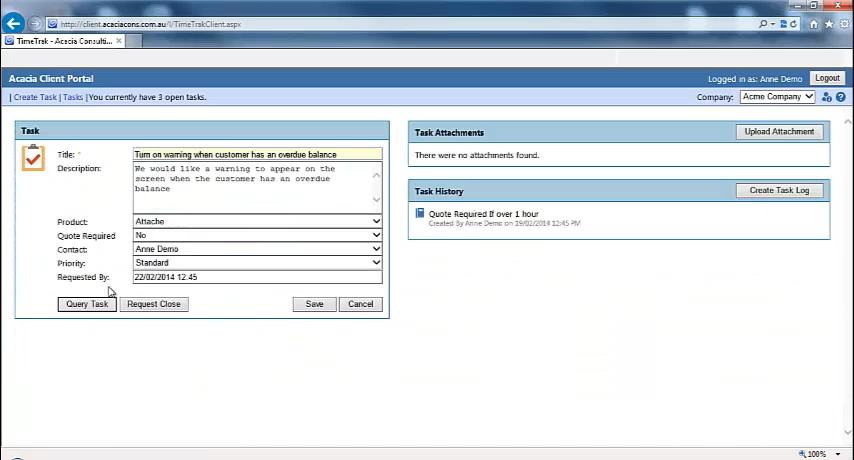 http://client.acaciacons.com.au/I/TimeTrakClient.aspx
TimeTrak - Acacia Consulti...
Acacia Client Portal
Logged in as: Anne Demo
Logout
| Create Task | Tasks |You currently have 3 open tasks.
Company:
Acme Company
Task
Title: *
Turn on warning when customer has an overdue balance
Description:
We would like a warning to appear on the
screen when the customer has an overdue
balance
Product:
Attache
Quote Required
No
Contact:
Anne Demo
Priority:
Standard
Requested By:
22/02/2014 12:45
Query Task
Request Close
Save
Cancel
Task Attachments
Upload Attachment
There were no attachments found.
Task History
Create Task Log
Quote Required If over 1 hour
Created By Anne Demo on 19/02/2014 12:45 PM
100%